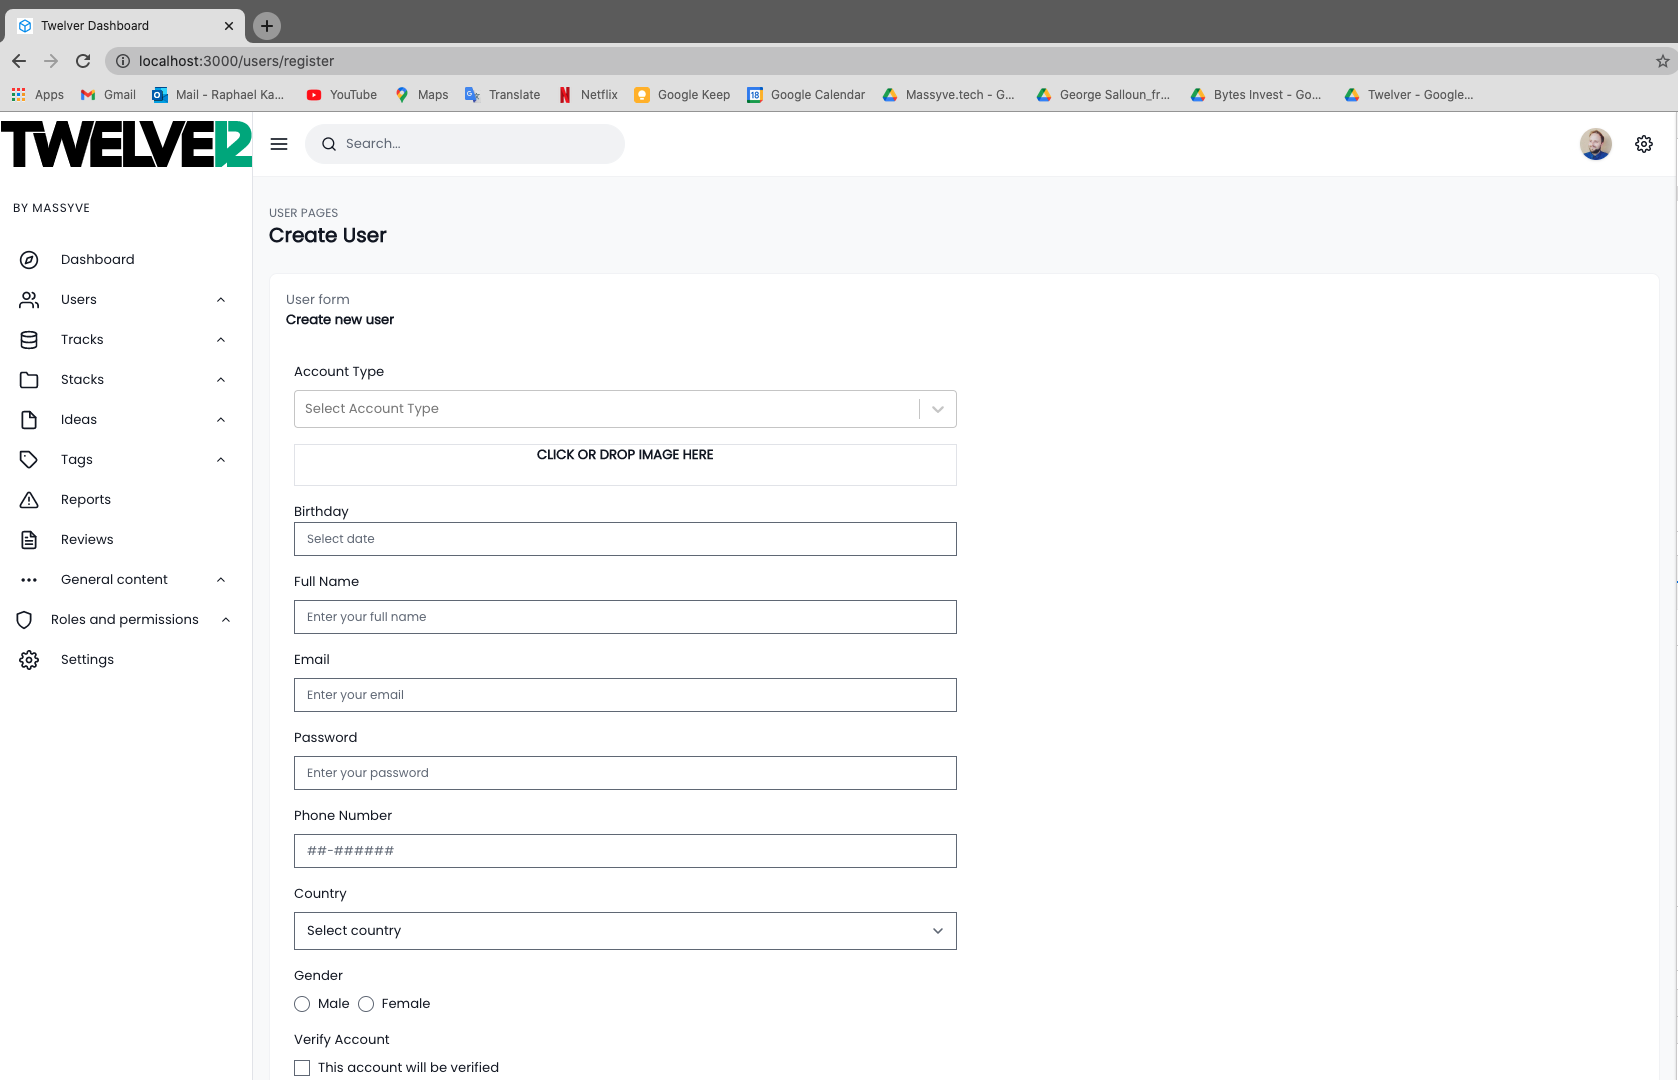 Twelver Dashboard
localhost:3000/users/register
Apps Gmail Mail - Raphael Ka... YouTube Maps Translate Netflix Google Keep 18 Google Calendar Massyve.tech - G... George Salloun_fr... Bytes Invest - Go... Twelver - Google...
TWELVE12
Search...
BY MASSYVE
Dashboard
Users
Tracks
Stacks
Ideas
Tags
Reports
Reviews
General content
Roles and permissions
Settings
USER PAGES
Create User
User form
Create new user
Account Type
Select Account Type
CLICK OR DROP IMAGE HERE
Birthday
Select date
Full Name
Enter your full name
Email
Enter your email
Password
Enter your password
Phone Number
##-######
Country
Select country
Gender
Male Female
Verify Account
This account will be verified